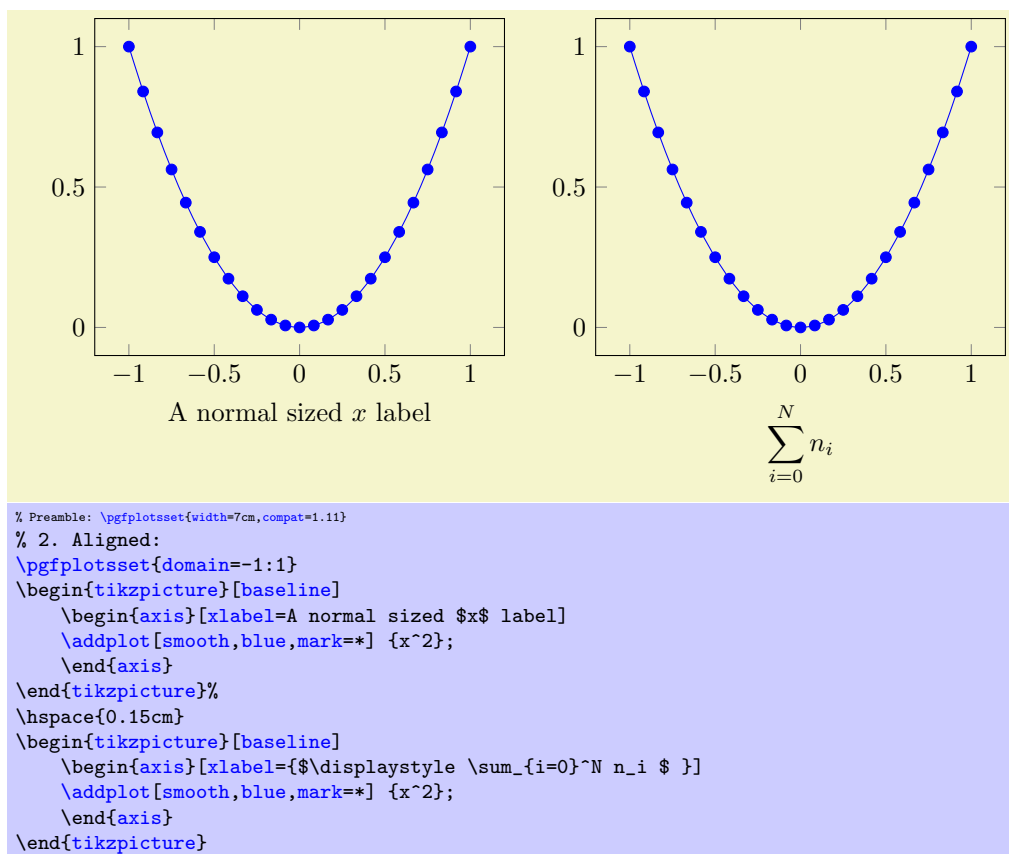 1
1
0.5
0.5
0
0
−1 −0.5 0 0.5 1
−1 −0.5 0 0.5 1
A normal sized x label
N
∑ n_i
i=0
% Preamble: \pgfplotsset{width=7cm,compat=1.11}
% 2. Aligned:
\pgfplotsset{domain=-1:1}
\begin{tikzpicture}[baseline]
    \begin{axis}[xlabel=A normal sized $x$ label]
    \addplot[smooth,blue,mark=*] {x^2};
    \end{axis}
\end{tikzpicture}%
\hspace{0.15cm}
\begin{tikzpicture}[baseline]
    \begin{axis}[xlabel={$\displaystyle \sum_{i=0}^N n_i $ }]
    \addplot[smooth,blue,mark=*] {x^2};
    \end{axis}
\end{tikzpicture}